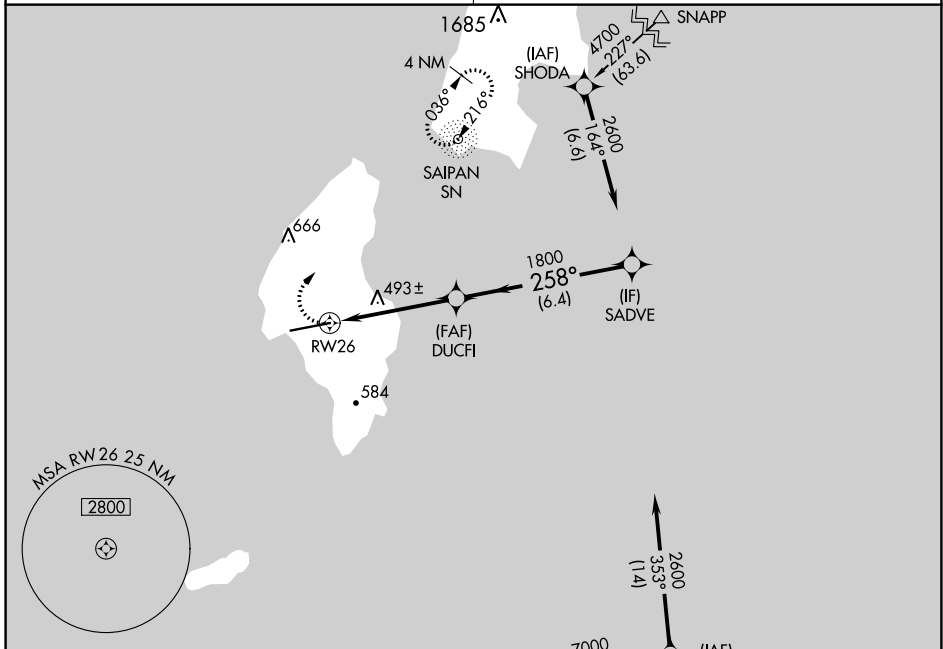 1685
SNAPP
4700
227°
(63.6)
(IAF)
SHODA
4 NM
036°
216°
2600
164°
(6.6)
SAIPAN
SN
666
1800
258°
(6.4)
493±
(IF)
SADVE
(FAF)
DUCFI
RW26
584
MSA RW26 25 NM
2800
2600
353°
(14)
7000
(IAF)